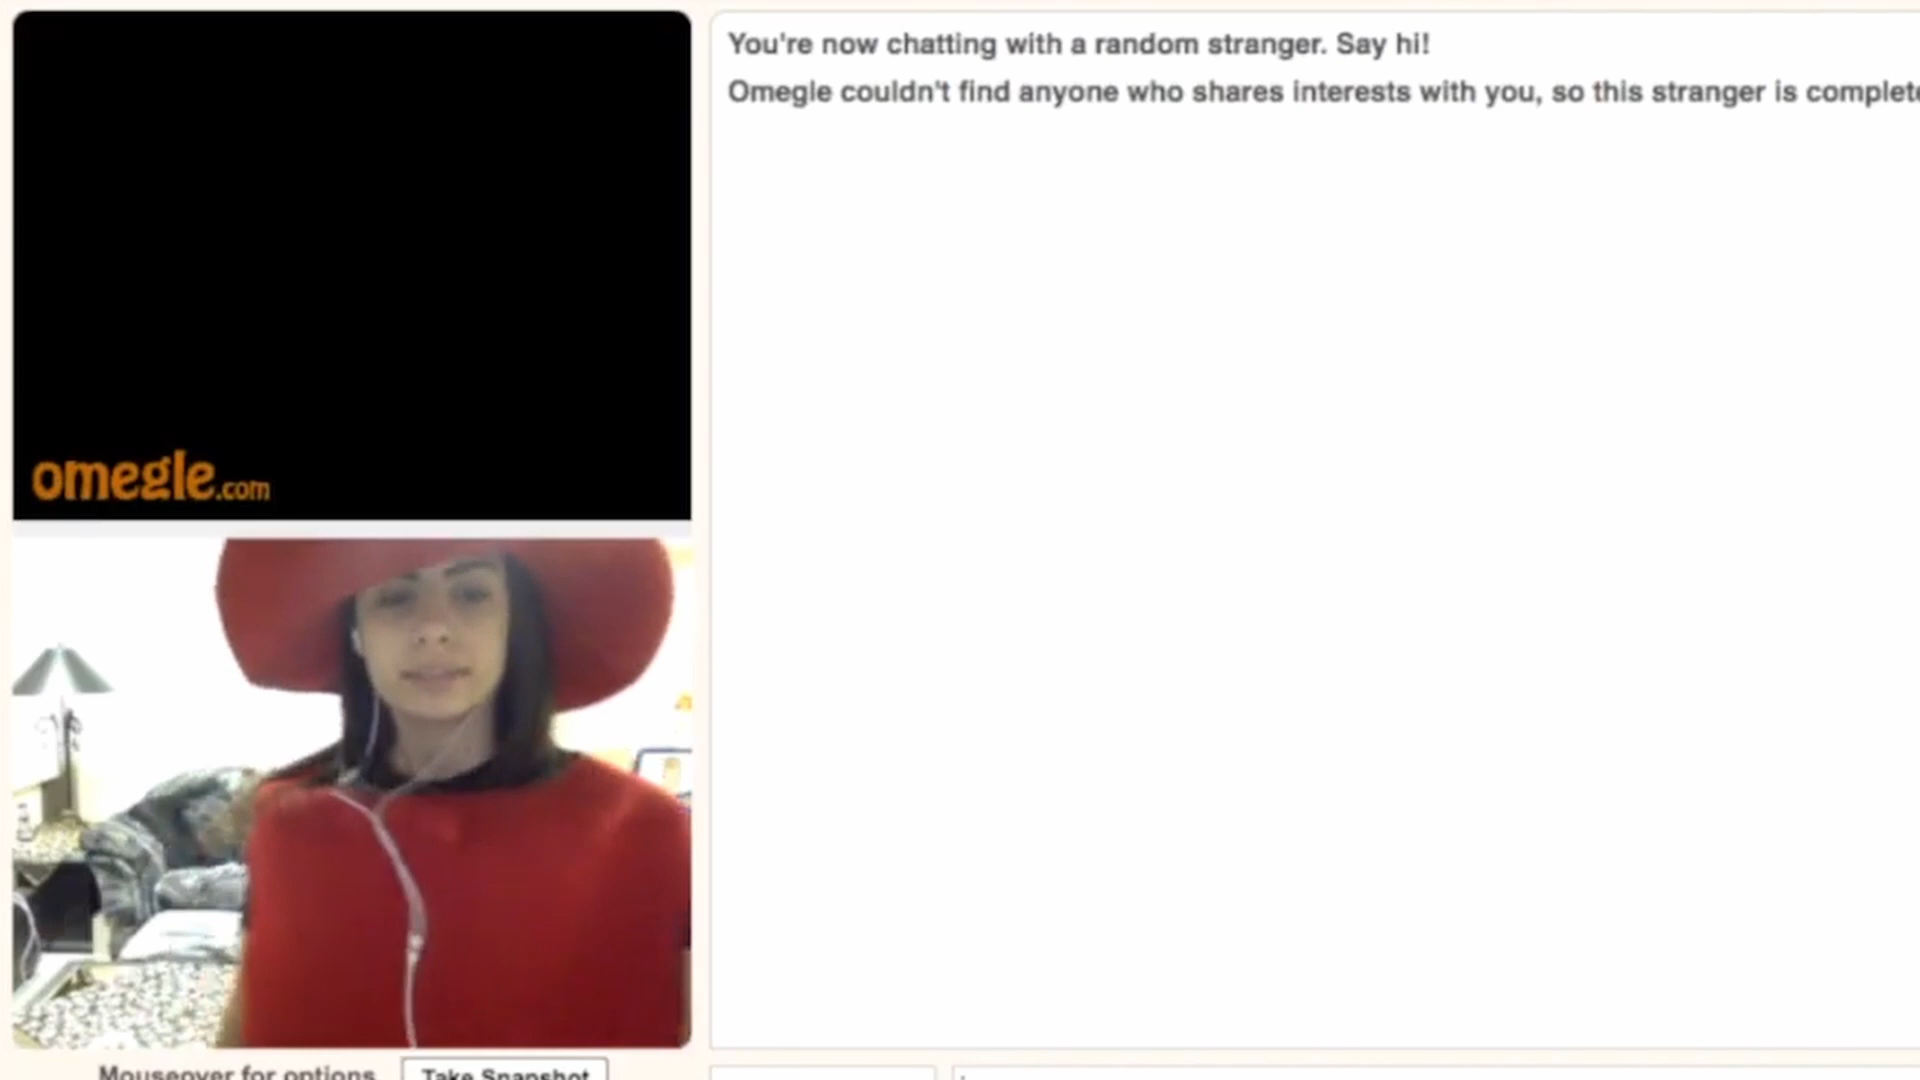 You're now chatting with a random stranger. Say hi!
Omegle couldn't find anyone who shares interests with you, so this stranger is complete
omegle.com
Mouseover for options.
Take Snapshot